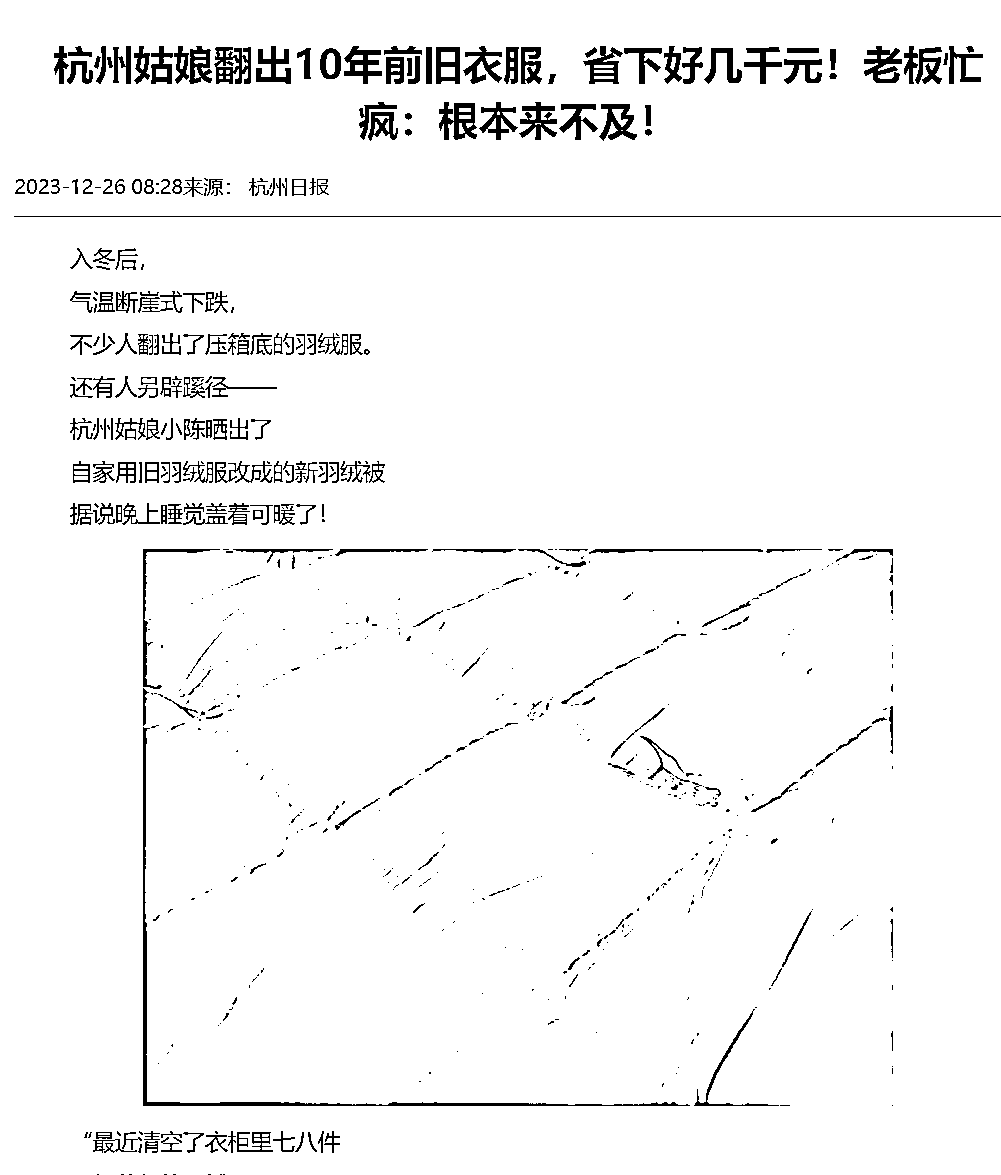 杭州姑娘翻出10年前旧衣服，省下好几千元！老板忙
疯：根本来不及！
2023-12-26 08:28来源： 杭州日报
入冬后，
气温断崖式下跌，
不少人翻出了压箱底的羽绒服。
还有人另辟蹊径——
杭州姑娘小陈晒出了
自家用旧羽绒服改成的新羽绒被
据说晚上睡觉盖着可暖了！
“最近清空了衣柜里七八件